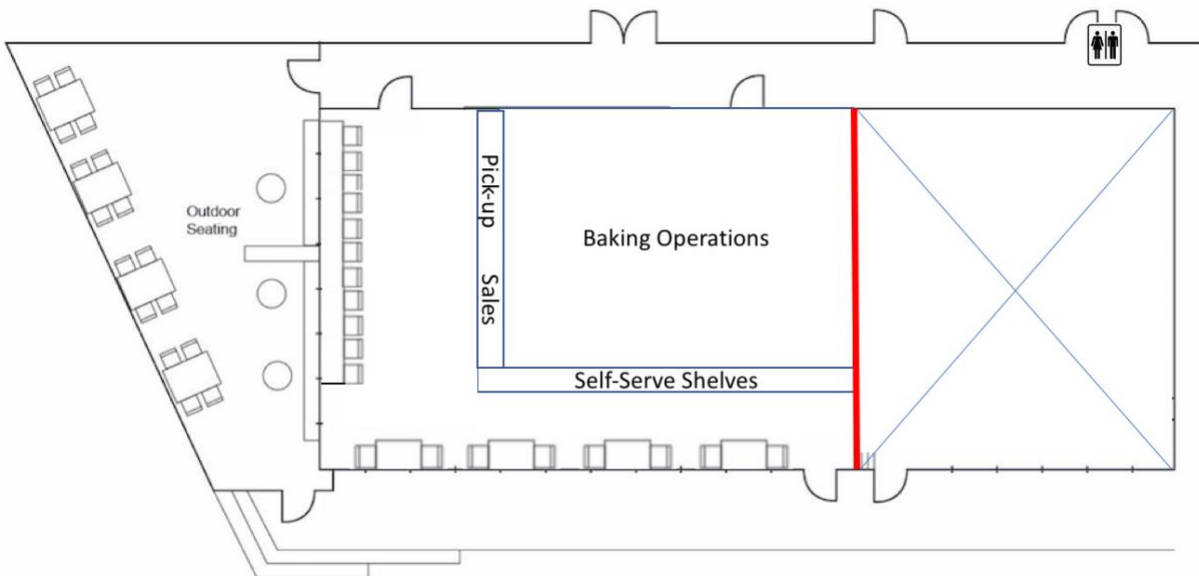 Outdoor
Seating
Pick-up
Sales
Baking Operations
Self-Serve Shelves